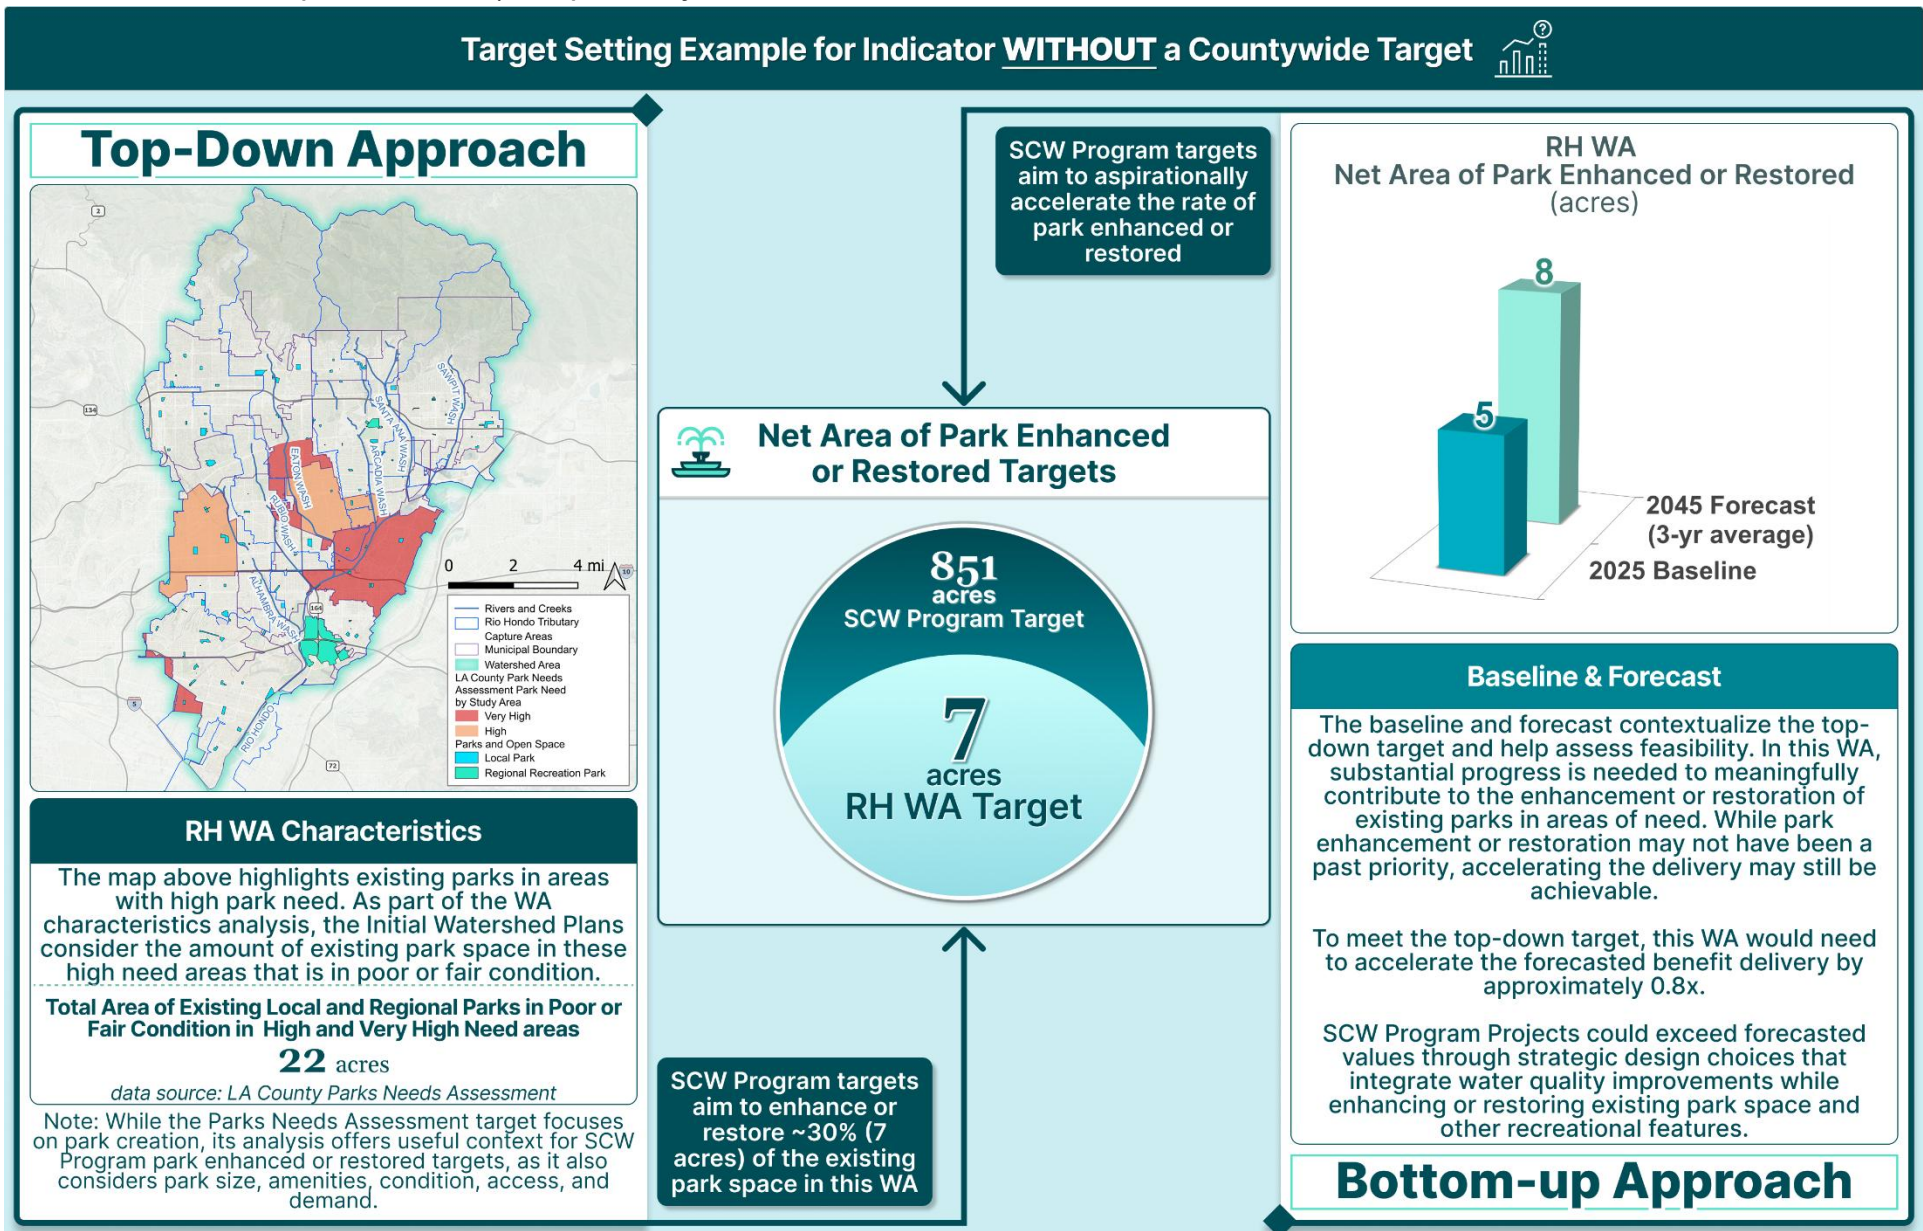 Target Setting Example for Indicator WITHOUT a Countywide Target
?
Top-Down Approach
2
134
SAWPIT WASH
SANTA ANA WASH
ARCADIA WASH
EATON WASH
RUBIO WASH
ALHAMBRA WASH
164
RIO HONDO
5
72
10
0 2 4 mi
Rivers and Creeks
Rio Hondo Tributary
Capture Areas
Municipal Boundary
Watershed Area
LA County Park Needs
Assessment Park Need
by Study Area
Very High
High
Parks and Open Space
Local Park
Regional Recreation Park
RH WA Characteristics
The map above highlights existing parks in areas
with high park need. As part of the WA
characteristics analysis, the Initial Watershed Plans
consider the amount of existing park space in these
high need areas that is in poor or fair condition.
Total Area of Existing Local and Regional Parks in Poor or
Fair Condition in High and Very High Need areas
22 acres
data source: LA County Parks Needs Assessment
Note: While the Parks Needs Assessment target focuses
on park creation, its analysis offers useful context for SCW
Program park enhanced or restored targets, as it also
considers park size, amenities, condition, access, and
demand.
SCW Program targets
aim to aspirationally
accelerate the rate of
park enhanced or
restored
Net Area of Park Enhanced
or Restored Targets
851
acres
SCW Program Target
7
acres
RH WA Target
SCW Program targets
aim to enhance or
restore ~30% (7
acres) of the existing
park space in this WA
RH WA
Net Area of Park Enhanced or Restored
(acres)
8
5
2045 Forecast
(3-yr average)
2025 Baseline
Baseline & Forecast
The baseline and forecast contextualize the top-
down target and help assess feasibility. In this WA,
substantial progress is needed to meaningfully
contribute to the enhancement or restoration of
existing parks in areas of need. While park
enhancement or restoration may not have been a
past priority, accelerating the delivery may still be
achievable.
To meet the top-down target, this WA would need
to accelerate the forecasted benefit delivery by
approximately 0.8x.
SCW Program Projects could exceed forecasted
values through strategic design choices that
integrate water quality improvements while
enhancing or restoring existing park space and
other recreational features.
Bottom-up Approach